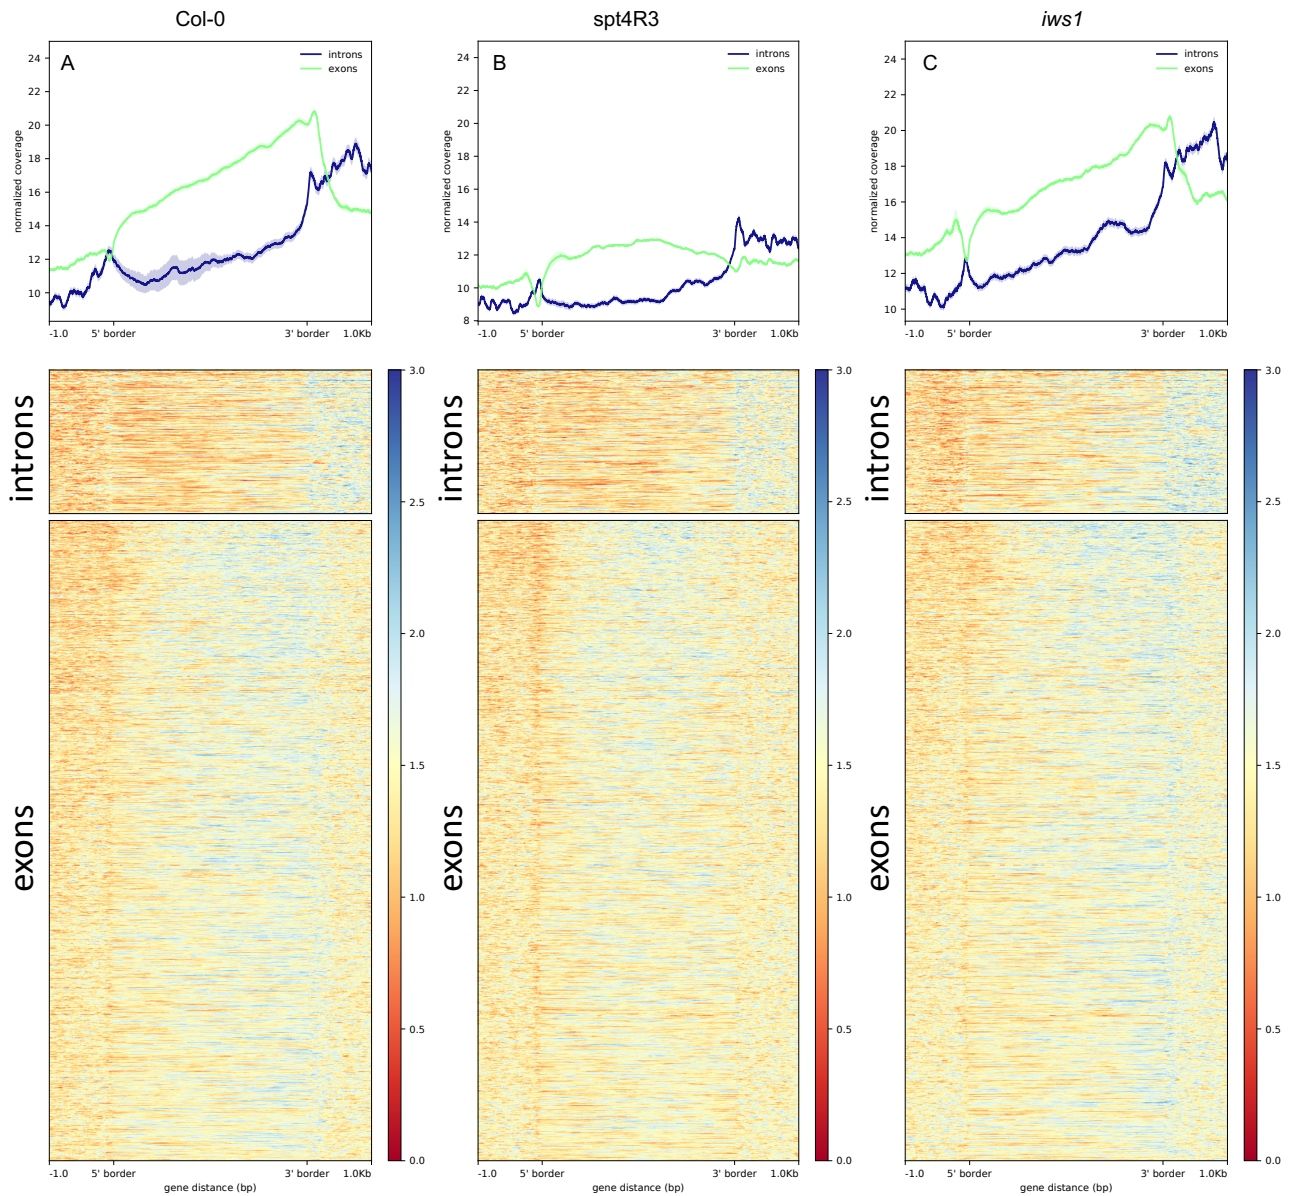 Col-0
spt4R3
iws1
A
introns
exons
24
22
20
18
16
14
12
10
normalized coverage
-1.0
5' border
3' border
1.0Kb
B
introns
exons
24
22
20
18
16
14
12
10
8
normalized coverage
-1.0
5' border
3' border
1.0Kb
C
introns
exons
24
22
20
18
16
14
12
10
normalized coverage
-1.0
5' border
3' border
1.0Kb
introns
exons
3.0
2.5
2.0
1.5
1.0
0.5
0.0
-1.0
5' border
3' border
1.0Kb
gene distance (bp)
introns
exons
3.0
2.5
2.0
1.5
1.0
0.5
0.0
-1.0
5' border
3' border
1.0Kb
gene distance (bp)
introns
exons
3.0
2.5
2.0
1.5
1.0
0.5
0.0
-1.0
5' border
3' border
1.0Kb
gene distance (bp)